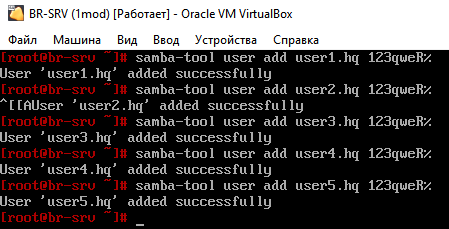 BR-SRV (1mod) [Работает] - Oracle VM VirtualBox
Файл Машина Вид Ввод Устройства Справка
[root@br-srv ~]# samba-tool user add user1.hq 123qweR%
User 'user1.hq' added successfully
[root@br-srv ~]# samba-tool user add user2.hq 123qweR%
^[[AUser 'user2.hq' added successfully
[root@br-srv ~]# samba-tool user add user3.hq 123qweR%
User 'user3.hq' added successfully
[root@br-srv ~]# samba-tool user add user4.hq 123qweR%
User 'user4.hq' added successfully
[root@br-srv ~]# samba-tool user add user5.hq 123qweR%
User 'user5.hq' added successfully
[root@br-srv ~]# _